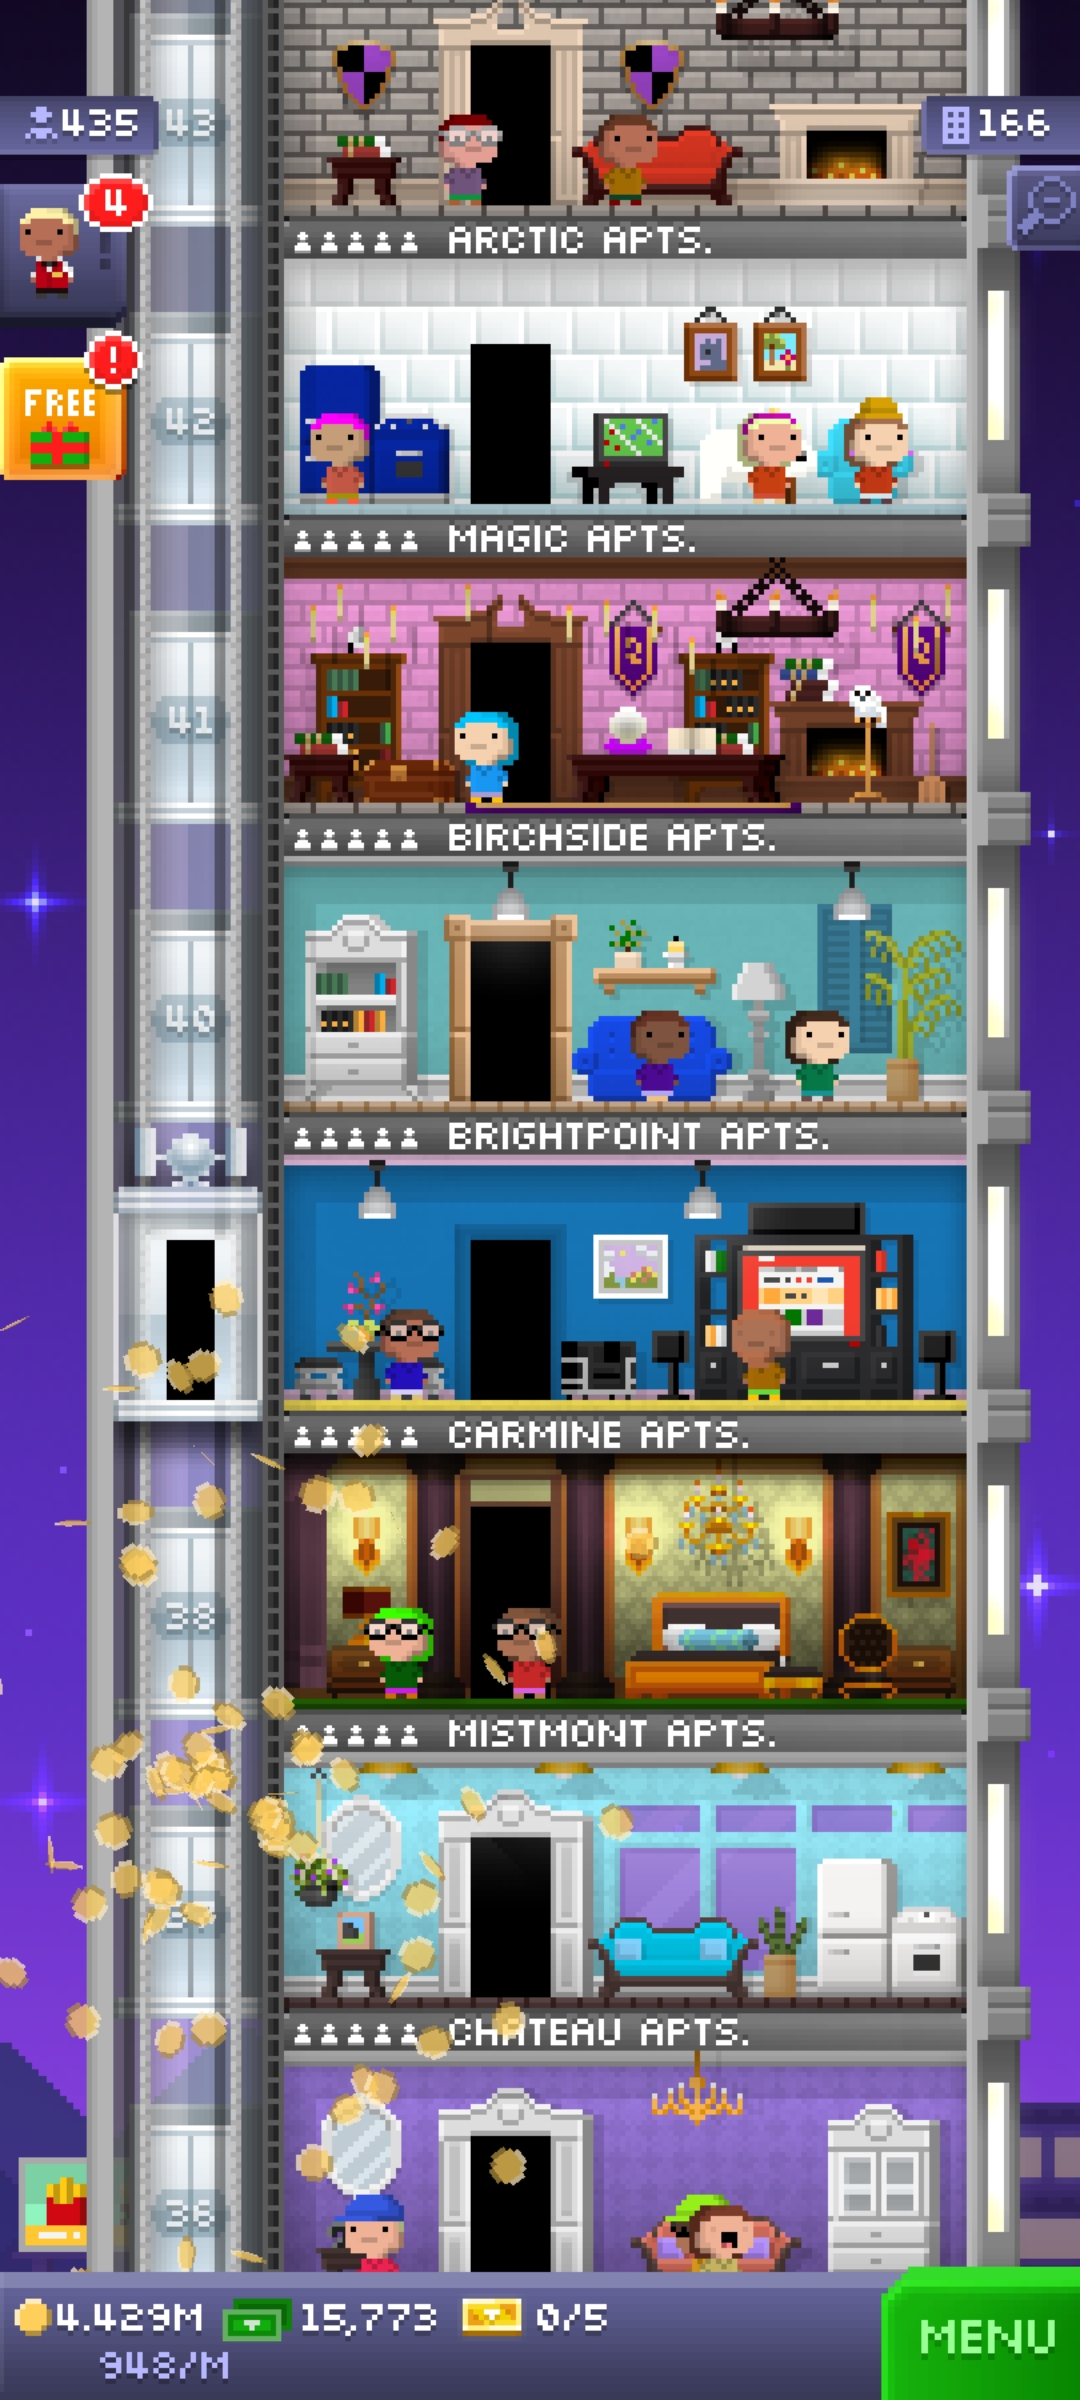 435
43
166
4
ARCTIC APTS.
!
FREE
42
MAGIC APTS.
41
BIRCHSIDE APTS.
40
BRIGHTPOINT APTS.
CARMINE APTS.
38
MISTMONT APTS.
CHATEAU APTS.
36
4.429M
15,773
0/5
948/M
MENU